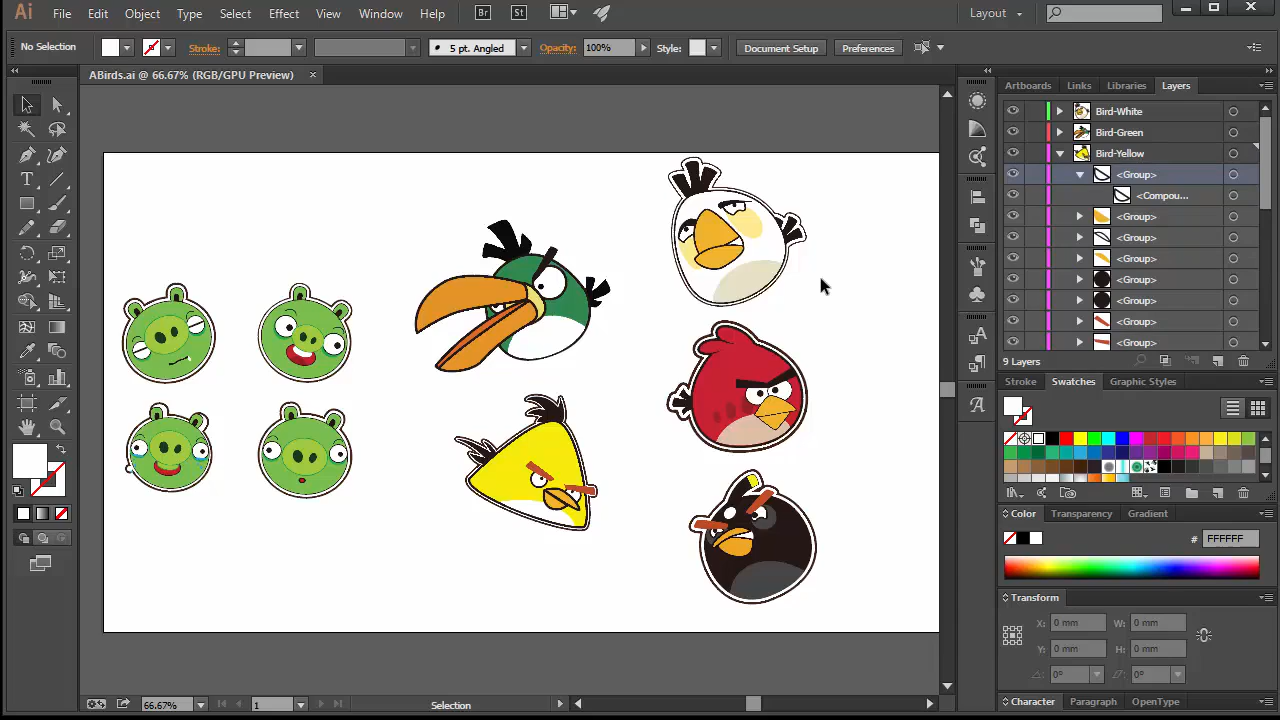 Ai File Edit Object Type Select Effect View Window Help Br St Layout
No Selection Stroke: 5 pt. Angled Opacity: 100% Style: Document Setup Preferences
ABirds.ai @ 66.67% (RGB/GPU Preview)
Artboards Links Libraries Layers
Bird-White
Bird-Green
Bird-Yellow
<Group>
<Compou...
<Group>
<Group>
<Group>
<Group>
<Group>
<Group>
<Group>
9 Layers
Stroke Swatches Graphic Styles
Color Transparency Gradient
# FFFFFF
Transform
X: 0 mm W: 0 mm
Y: 0 mm H: 0 mm
0° 0°
Character Paragraph OpenType
66.67% 1 Selection